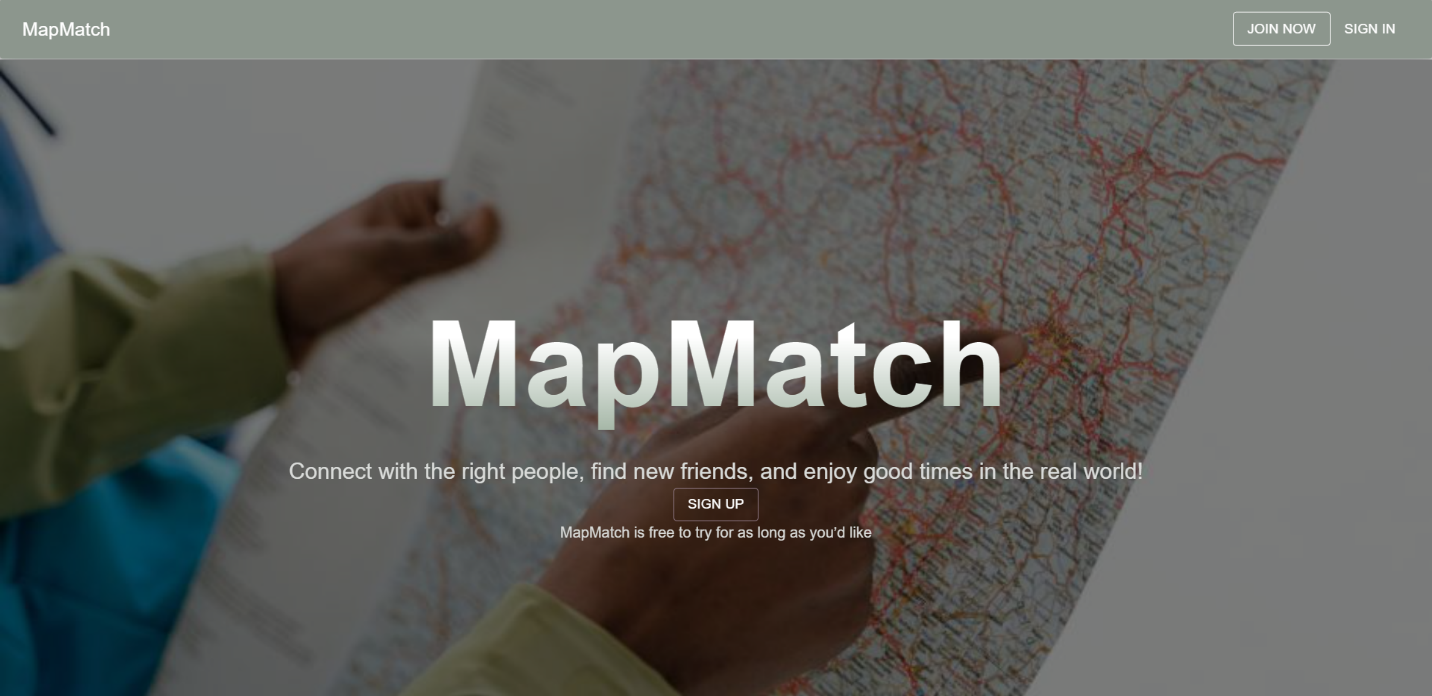 MapMatch
JOIN NOW
SIGN IN
MapMatch
Connect with the right people, find new friends, and enjoy good times in the real world!
SIGN UP
MapMatch is free to try for as long as you'd like